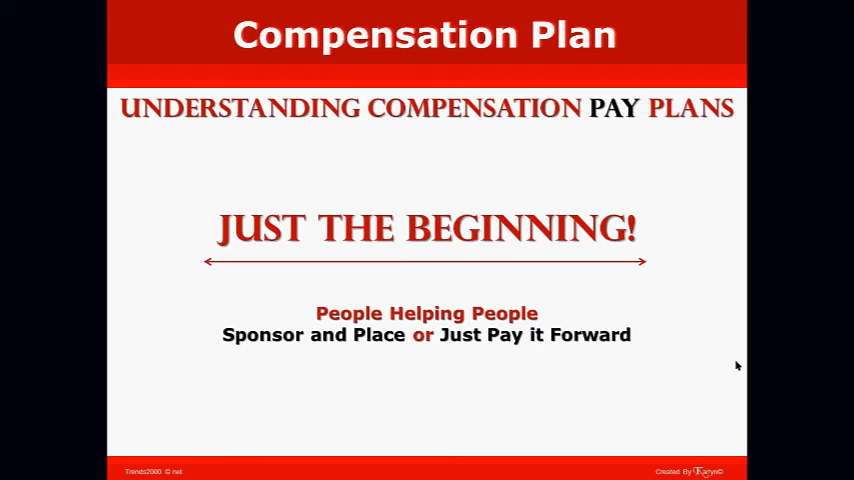 Compensation Plan
UNDERSTANDING COMPENSATION PAY PLANS
JUST THE BEGINNING!
People Helping People
Sponsor and Place or Just Pay it Forward
Trends2000 © net
Created By Karyn©